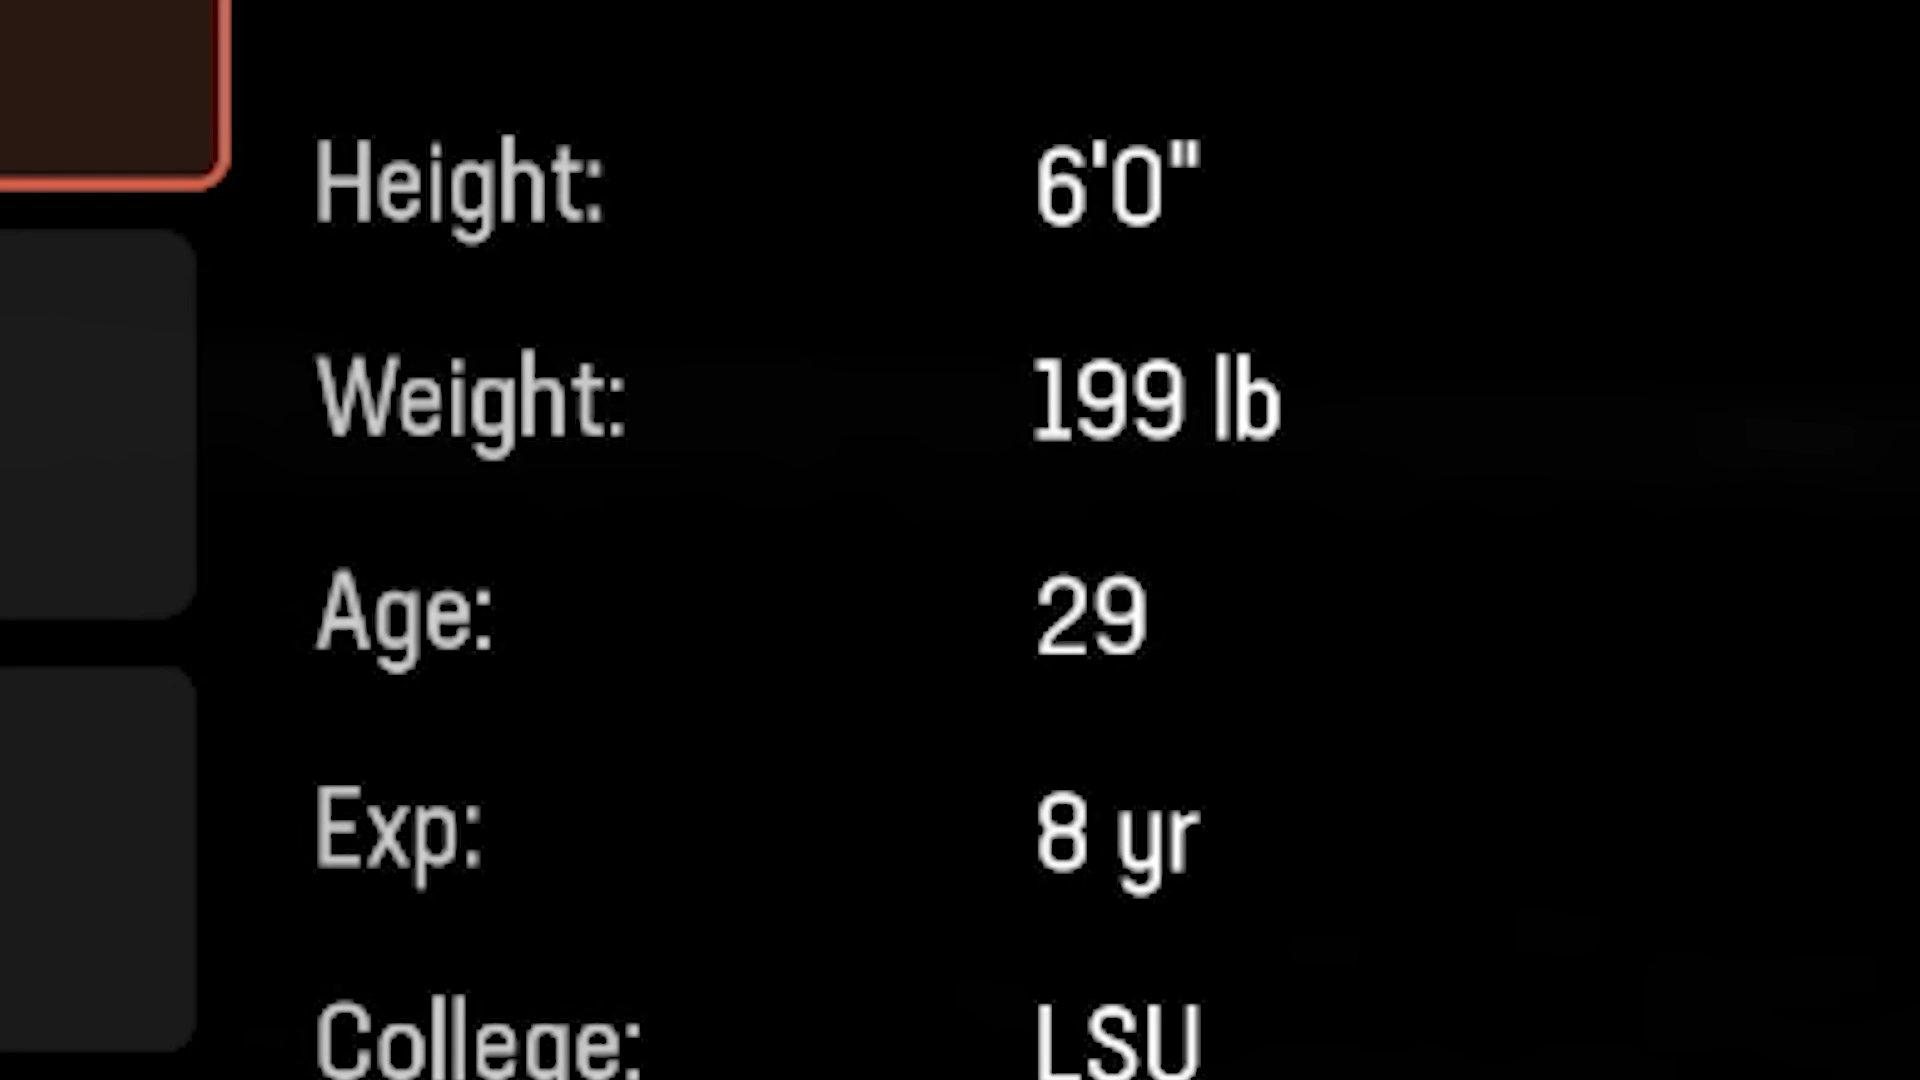 Height: 6'0"
Weight: 199 lb
Age: 29
Exp: 8 yr
College: LSU